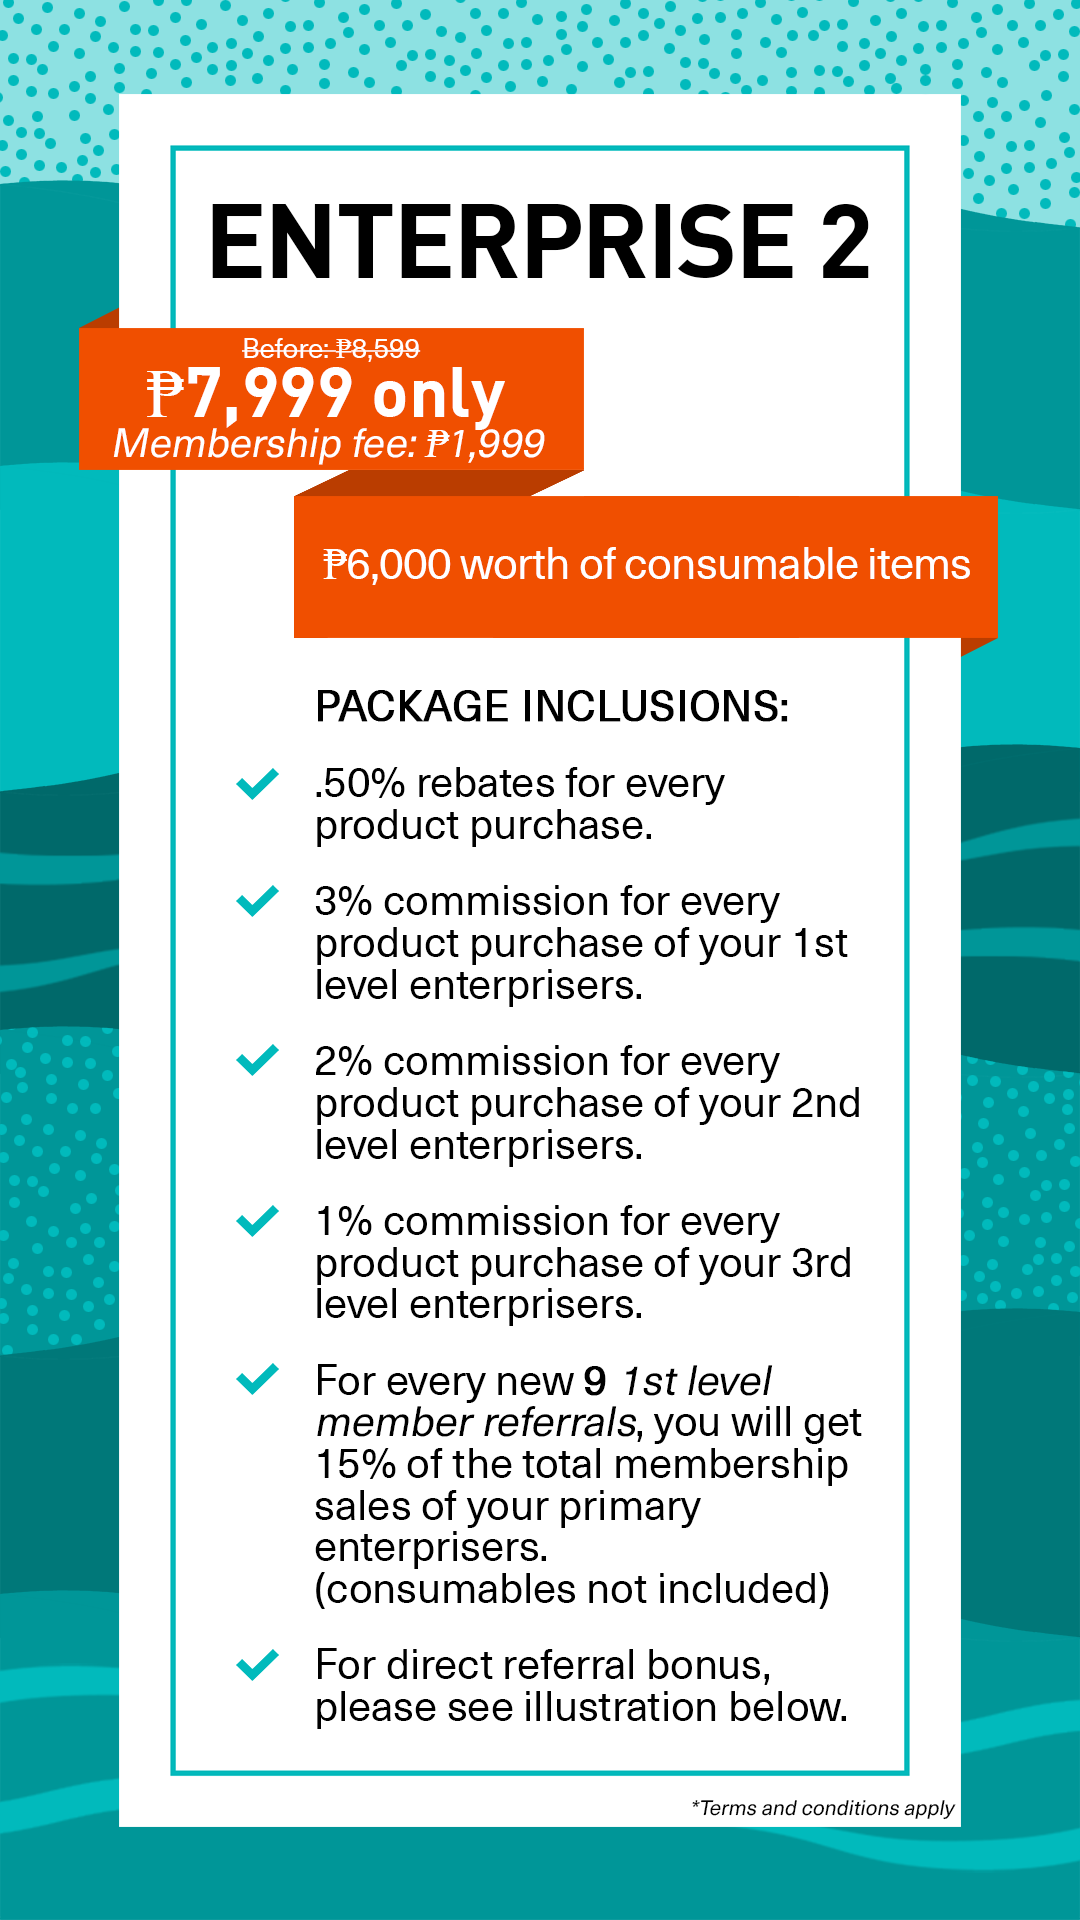 ENTERPRISE 2
Before: ₱8,599
₱7,999 only
Membership fee: ₱1,999
₱6,000 worth of consumable items
PACKAGE INCLUSIONS:
.50% rebates for every
product purchase.
3% commission for every
product purchase of your 1st
level enterprisers.
2% commission for every
product purchase of your 2nd
level enterprisers.
1% commission for every
product purchase of your 3rd
level enterprisers.
For every new 9 1st level
member referrals, you will get
15% of the total membership
sales of your primary
enterprisers.
(consumables not included)
For direct referral bonus,
please see illustration below.
*Terms and conditions apply